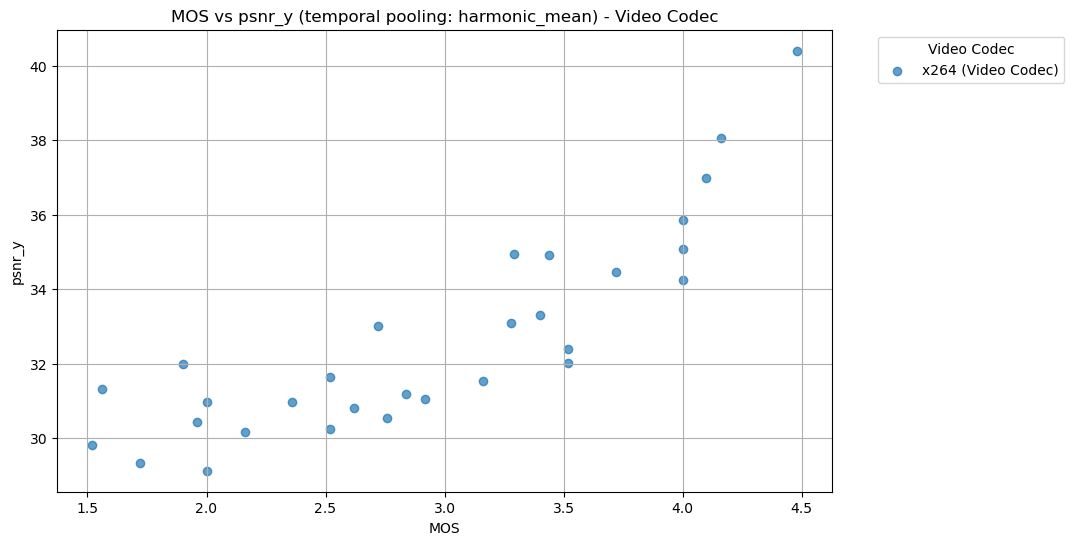 MOS vs psnr_y (temporal pooling: harmonic_mean) - Video Codec
Video Codec
x264 (Video Codec)
psnr_y
40
38
36
34
32
30
1.5 2.0 2.5 3.0 3.5 4.0 4.5
MOS